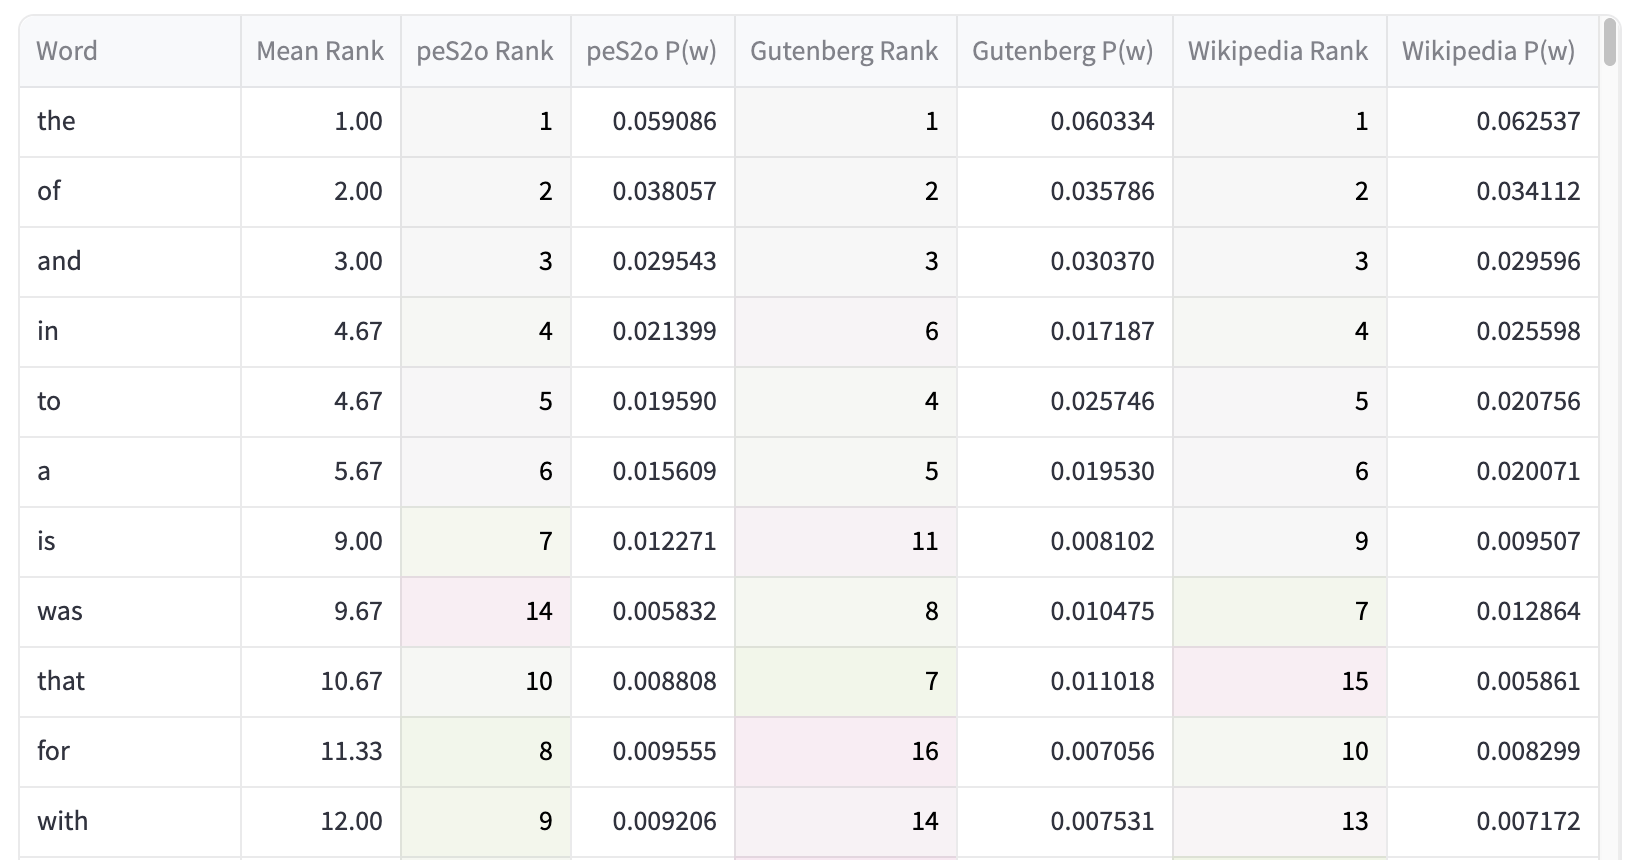 Word Mean Rank peS2o Rank peS2o P(w) Gutenberg Rank Gutenberg P(w) Wikipedia Rank Wikipedia P(w)
the 1.00 1 0.059086 1 0.060334 1 0.062537
of 2.00 2 0.038057 2 0.035786 2 0.034112
and 3.00 3 0.029543 3 0.030370 3 0.029596
in 4.67 4 0.021399 6 0.017187 4 0.025598
to 4.67 5 0.019590 4 0.025746 5 0.020756
a 5.67 6 0.015609 5 0.019530 6 0.020071
is 9.00 7 0.012271 11 0.008102 9 0.009507
was 9.67 14 0.005832 8 0.010475 7 0.012864
that 10.67 10 0.008808 7 0.011018 15 0.005861
for 11.33 8 0.009555 16 0.007056 10 0.008299
with 12.00 9 0.009206 14 0.007531 13 0.007172